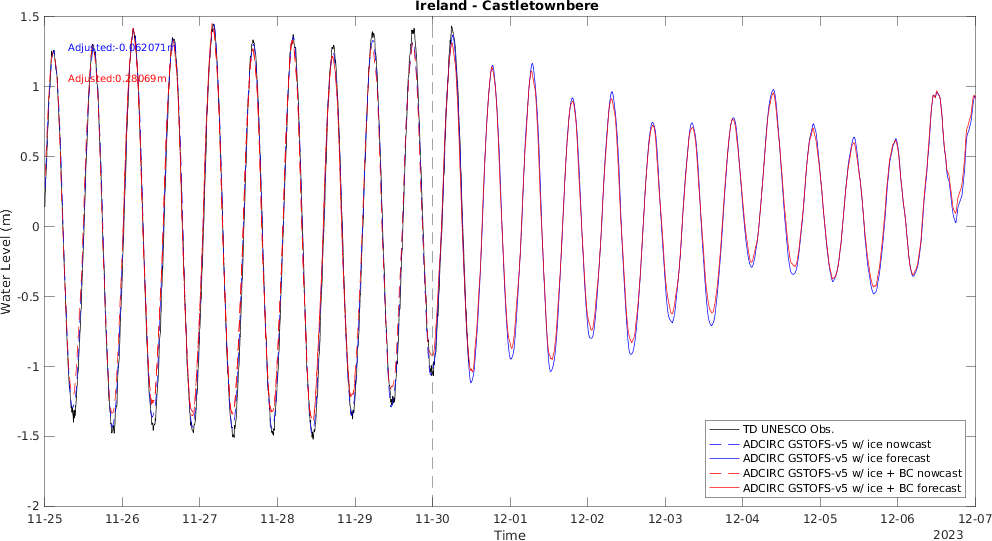 Ireland - Castletownbere
1.5
1
0.5
0
-0.5
-1
-1.5
-2
Water Level (m)
Adjusted:-0.062071m
Adjusted:0.28069m
TD UNESCO Obs.
ADCIRC GSTOFS-v5 w/ ice nowcast
ADCIRC GSTOFS-v5 w/ ice forecast
ADCIRC GSTOFS-v5 w/ ice + BC nowcast
ADCIRC GSTOFS-v5 w/ ice + BC forecast
11-25 11-26 11-27 11-28 11-29 11-30 12-01 12-02 12-03 12-04 12-05 12-06 12-07
Time
2023